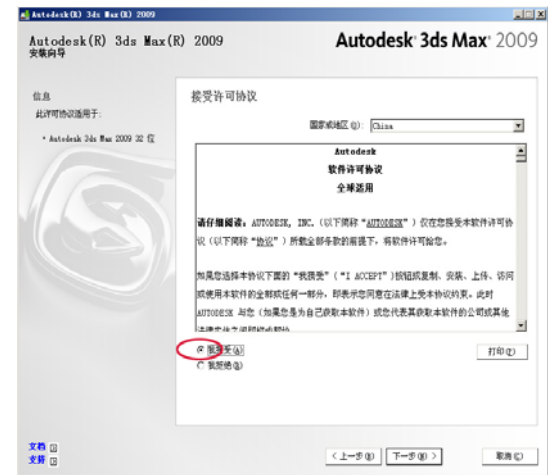 Autodesk(R) 3ds Max(R) 2009
Autodesk(R) 3ds Max(R) 2009
安装向导
Autodesk® 3ds Max® 2009
信息
此许可协议适用于:
• Autodesk 3ds Max 2009 32 位
接受许可协议
国家或地区(C): China
Autodesk
软件许可协议
全球适用
请仔细阅读: AUTODESK, INC. (以下简称 "AUTODESK" ) 仅在您接受本软件许可协
议 (以下简称 "协议" ) 所载全部条款的前提下, 将软件许可给您。
如果您选择本协议下面的 "我接受" ( "I ACCEPT" )按钮或复制、安装、上传、访问
或使用本软件的全部或任何一部分, 即表示您同意在法律上受本协议约束。此时
AUTODESK 与您 (如果您是为自己获取本软件) 或您代表其获取本软件的公司或其他
我接受(A)
打印(P)
我拒绝(R)
文档
支持
< 上一步(B)
下一步(N) >
取消(C)